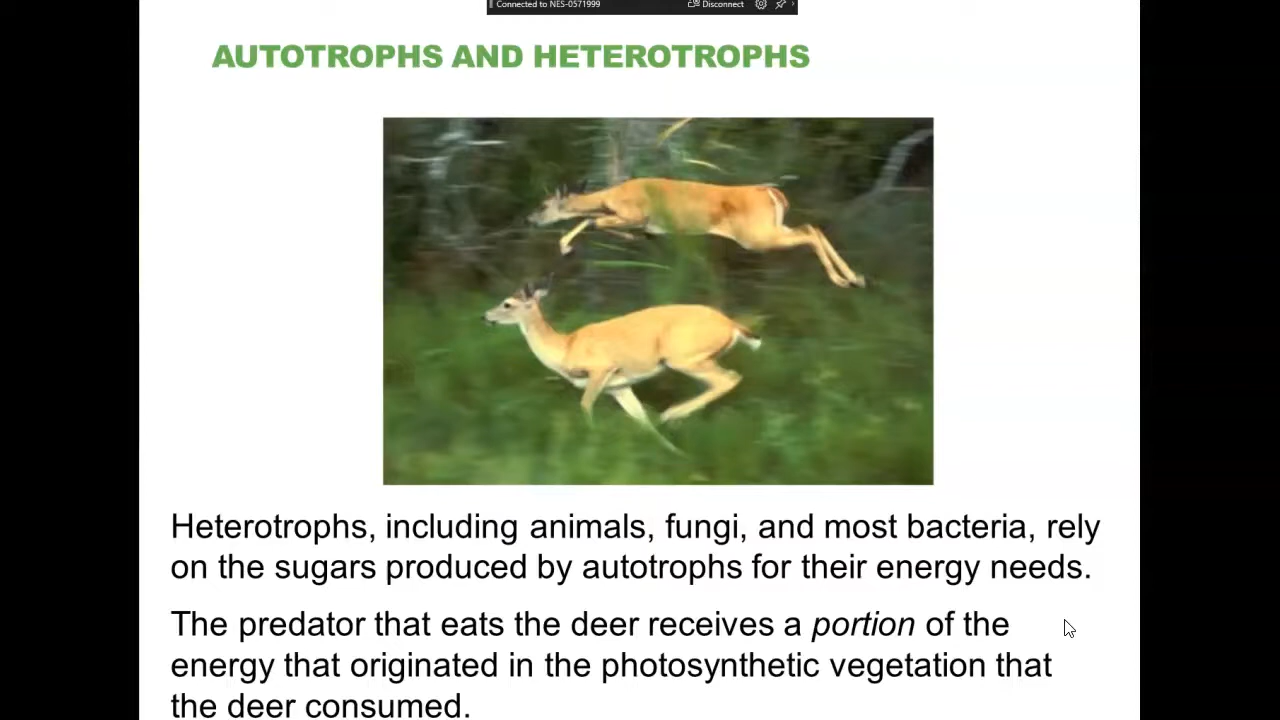 Connected to NES-0571999 Disconnect
AUTOTROPHS AND HETEROTROPHS
Heterotrophs, including animals, fungi, and most bacteria, rely
on the sugars produced by autotrophs for their energy needs.
The predator that eats the deer receives a portion of the
energy that originated in the photosynthetic vegetation that
the deer consumed.